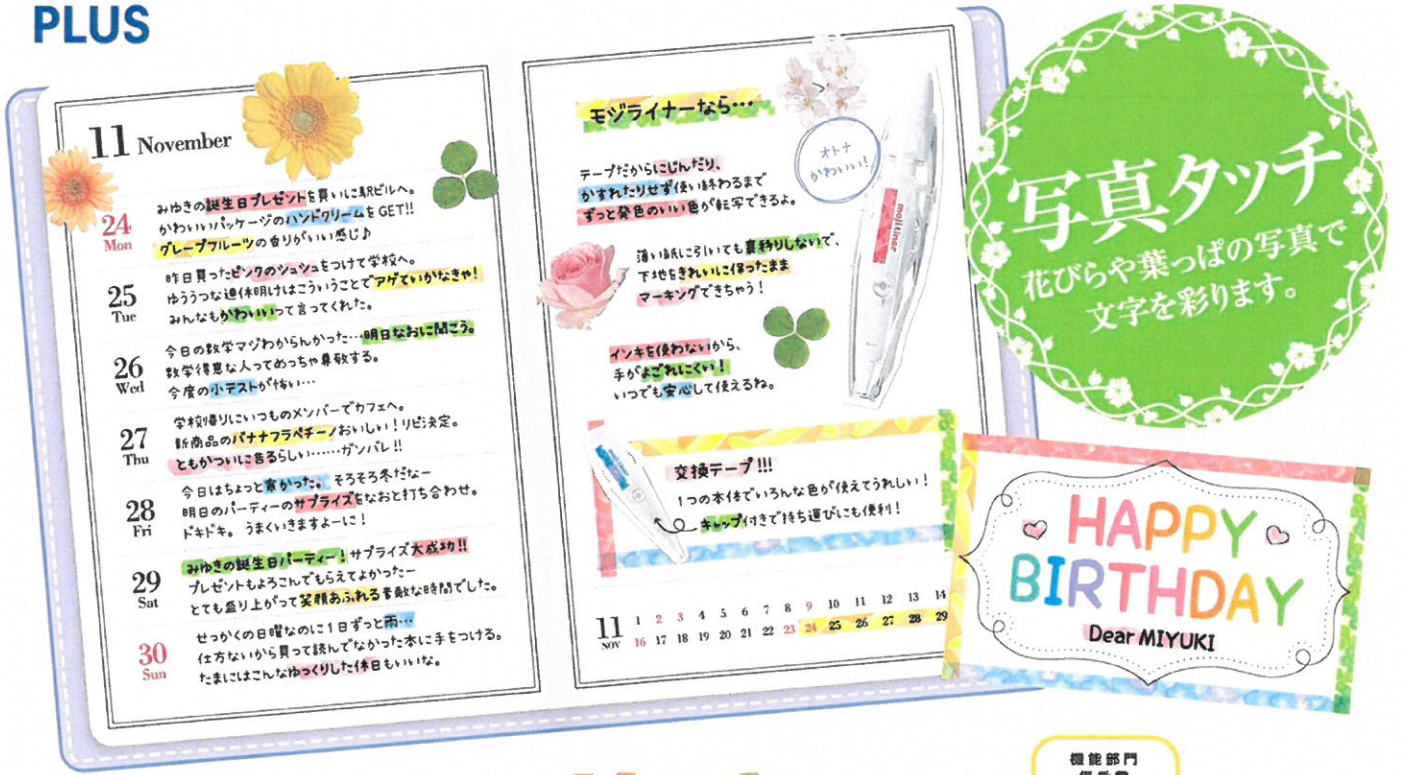 PLUS
11 November
24 Mon
みゆきの誕生日プレゼントを買いに駅ビルへ。
かわいいパッケージのハンドクリームをGET!!
グレープフルーツの香りがいい感じ♪
25 Tue
昨日買ったピンクのシュシュをつけて学校へ。
ゆううつな連休明けはこういうことでアゲていかなきゃ!
みんなもかわいいって言ってくれた。
26 Wed
今日の数学マジわからんかった…明日なおに聞こう。
数学得意な人ってめっちゃ尊敬する。
今度の小テストが怖い…
27 Thu
学校帰りにいつものメンバーでカフェへ。
新商品のバナナフラペチーノおいしい!リピ決定。
ともがついに告るらしい……ガンバレ!!
28 Fri
今日はちょっと寒かった。そろそろ冬だなー
明日のパーティーのサプライズをなおと打ち合わせ。
ドキドキ。うまくいきますよーに!
29 Sat
みゆきの誕生日パーティー!サプライズ大成功!!
プレゼントもよろこんでもらえてよかったー
とても盛り上がって笑顔あふれる素敵な時間でした。
30 Sun
せっかくの日曜なのに1日ずっと雨…
仕方ないから買って読んでなかった本に手をつける。
たまにはこんなゆっくりした休日もいいな。
モヅライナーなら…
オトナ
かわいい!
テープだからにじんだり、
かすれたりせず使い終わるまで
ずっと発色のいい色が転写できるよ。
mojiliner
薄い紙に引いても裏移りしないで、
下地をきれいに保ったまま
マーキングできちゃう!
インキを使わないから、
手がよごれにくい!
いつでも安心して使えるね。
交換テープ!!!
1つの本体でいろんな色が使えてうれしい!
キャップ付きで持ち運びにも便利!
11 NOV
1 2 3 4 5 6 7 8 9 10 11 12 13 14
16 17 18 19 20 21 22 23 24 25 26 27 28 29
写真タッチ
花びらや葉っぱの写真で
文字を彩ります。
HAPPY
BIRTHDAY
Dear MIYUKI
機能部門